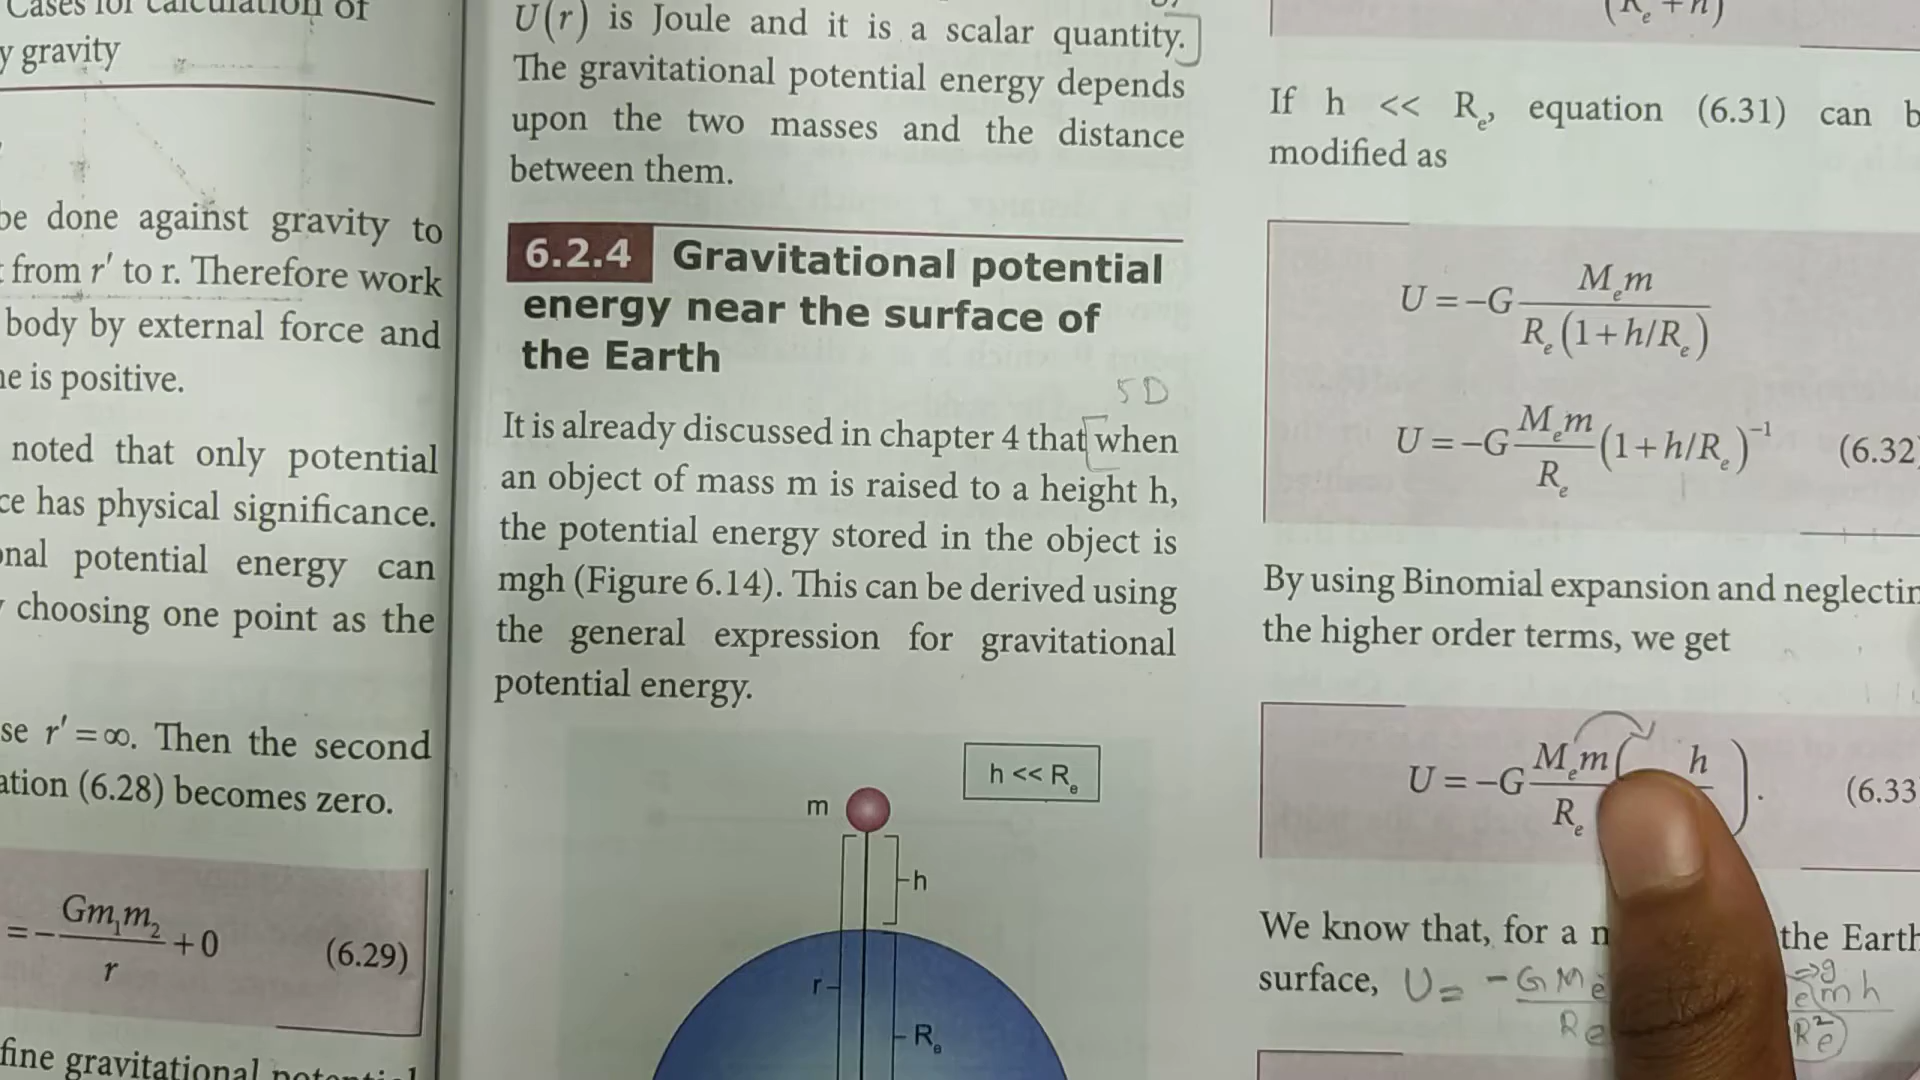 Cases for calculation of
y gravity
be done against gravity to
from r′ to r. Therefore work
body by external force and
ne is positive.
noted that only potential
ce has physical significance.
onal potential energy can
choosing one point as the
se r′ = ∞. Then the second
ation (6.28) becomes zero.
= − Gm₁m₂ / r + 0 (6.29)
fine gravitational potential
U(r) is Joule and it is a scalar quantity.
The gravitational potential energy depends
upon the two masses and the distance
between them.
6.2.4 Gravitational potential
energy near the surface of
the Earth
5D
It is already discussed in chapter 4 that when
an object of mass m is raised to a height h,
the potential energy stored in the object is
mgh (Figure 6.14). This can be derived using
the general expression for gravitational
potential energy.
h << Rₑ
m
h
r
Rₑ
(Rₑ + h)
If h << Rₑ, equation (6.31) can b
modified as
U = −G Mₑm / Rₑ(1 + h/Rₑ)
U = −G Mₑm / Rₑ (1 + h/Rₑ)⁻¹ (6.32)
By using Binomial expansion and neglectin
the higher order terms, we get
U = −G Mₑm / Rₑ ( h ). (6.33
We know that, for a the Earth
surface, U = −GMₑ / Rₑ ⇒g ₑmh / Rₑ²